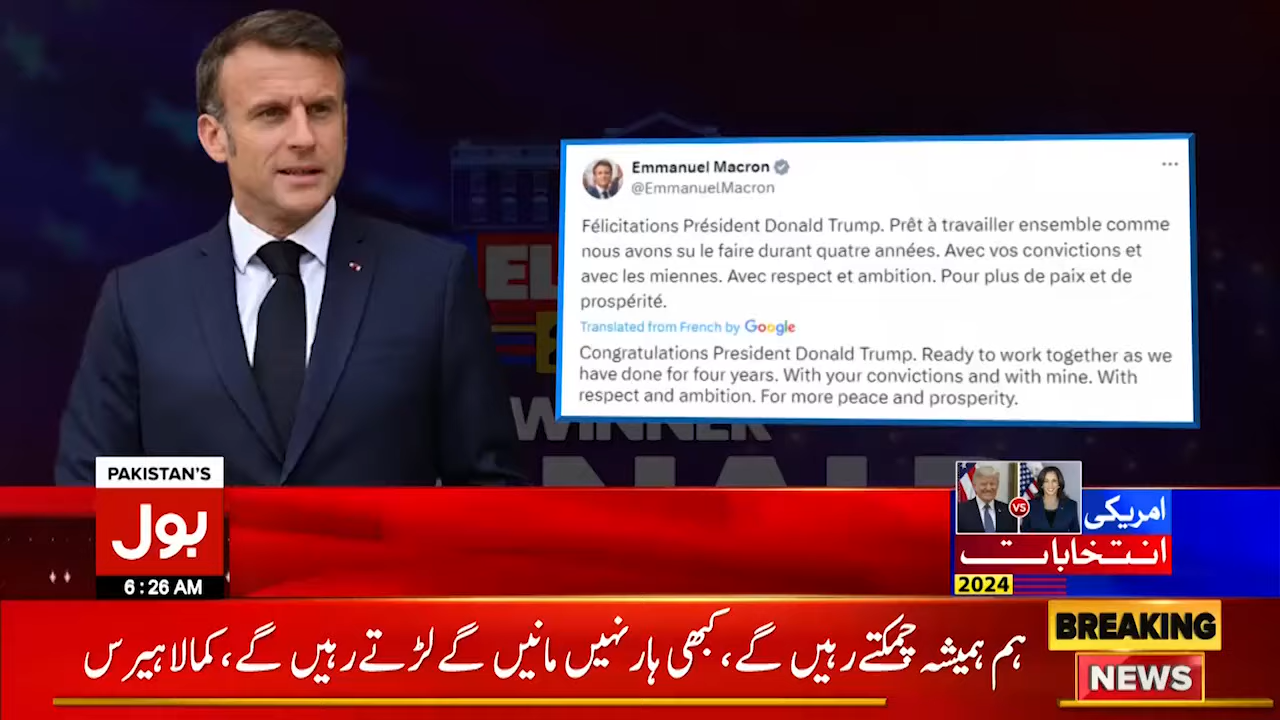 Emmanuel Macron
@EmmanuelMacron
Félicitations Président Donald Trump. Prêt à travailler ensemble comme
nous avons su le faire durant quatre années. Avec vos convictions et
avec les miennes. Avec respect et ambition. Pour plus de paix et de
prospérité.
Translated from French by Google
Congratulations President Donald Trump. Ready to work together as we
have done for four years. With your convictions and with mine. With
respect and ambition. For more peace and prosperity.
WINNER
PAKISTAN'S
بول
6:26 AM
VS
امریکی
انتخابات
2024
ہم ہمیشہ چمکتے رہیں گے، کبھی ہار نہیں مانیں گے لڑتے رہیں گے، کمالا ہیرس
BREAKING
NEWS